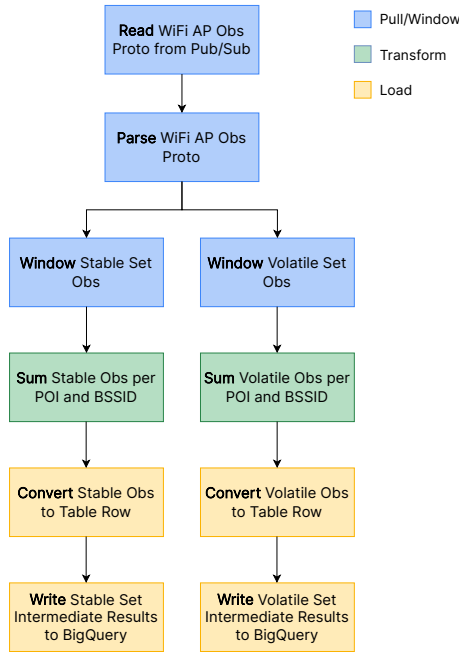 Read WiFi AP Obs
Proto from Pub/Sub
Pull/Window
Transform
Load
Parse WiFi AP Obs
Proto
Window Stable Set
Obs
Window Volatile Set
Obs
Sum Stable Obs per
POI and BSSID
Sum Volatile Obs per
POI and BSSID
Convert Stable Obs
to Table Row
Convert Volatile Obs
to Table Row
Write Stable Set
Intermediate Results
to BigQuery
Write Volatile Set
Intermediate Results
to BigQuery